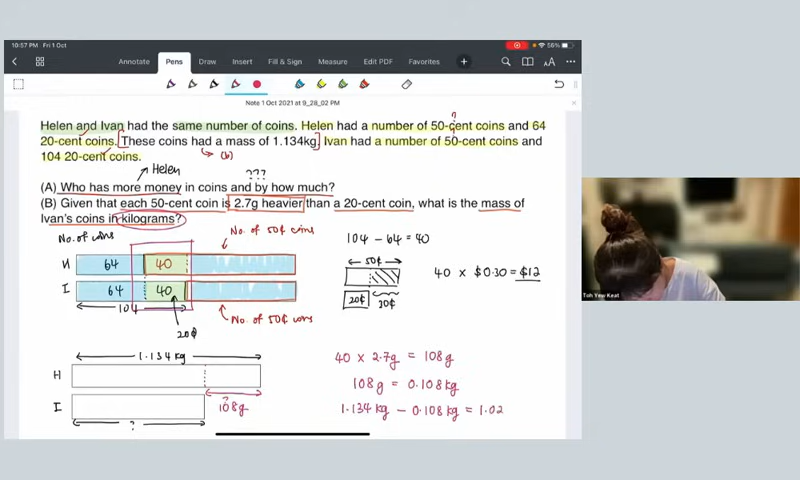 10:57 PM Fri 1 Oct
56%
Annotate Pens Draw Insert Fill & Sign Measure Edit PDF Favorites
Note 1 Oct 2021 at 9_28_02 PM
?
Helen and Ivan had the same number of coins. Helen had a number of 50-cent coins and 64
20-cent coins. [These coins had a mass of 1.134kg]. Ivan had a number of 50-cent coins and
104 20-cent coins.
(b)
Helen
???
(A) Who has more money in coins and by how much?
(B) Given that each 50-cent coin is 2.7g heavier than a 20-cent coin, what is the mass of
Ivan's coins in kilograms?
No. of coins
No. of 50¢ coins
H 64 40
I 64 40
104
20¢
No. of 50¢ coins
104 - 64 = 40
50¢
20¢ 30¢
40 x $0.30 = $12
1.134 kg
H
I
108g
?
40 x 2.7g = 108g
108g = 0.108kg
1.134kg - 0.108kg = 1.02
Toh Yew Keat